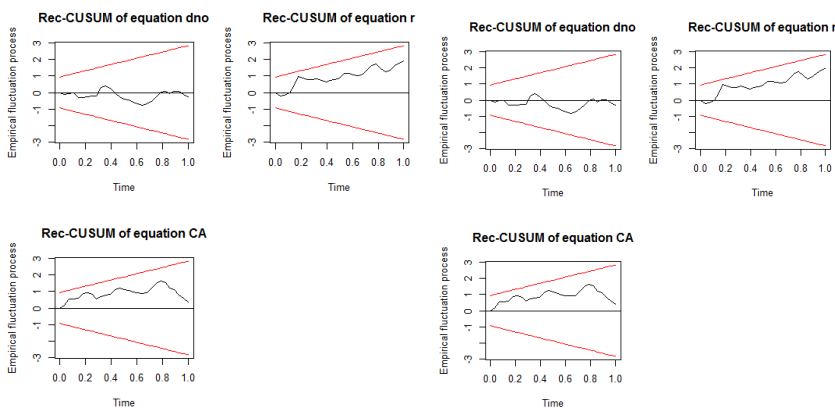 Rec-CUSUM of equation dno
Empirical fluctuation process
3
2
1
0
-1
-3
0.0 0.2 0.4 0.6 0.8 1.0
Time
Rec-CUSUM of equation r
Empirical fluctuation process
3
2
1
0
-1
-3
0.0 0.2 0.4 0.6 0.8 1.0
Time
Rec-CUSUM of equation dno
Empirical fluctuation process
3
2
1
0
-1
-3
0.0 0.2 0.4 0.6 0.8 1.0
Time
Rec-CUSUM of equation r
Empirical fluctuation process
3
2
1
0
-1
-3
0.0 0.2 0.4 0.6 0.8 1.0
Time
Rec-CUSUM of equation CA
Empirical fluctuation process
3
2
1
0
-1
-3
0.0 0.2 0.4 0.6 0.8 1.0
Time
Rec-CUSUM of equation CA
Empirical fluctuation process
3
2
1
0
-1
-3
0.0 0.2 0.4 0.6 0.8 1.0
Time